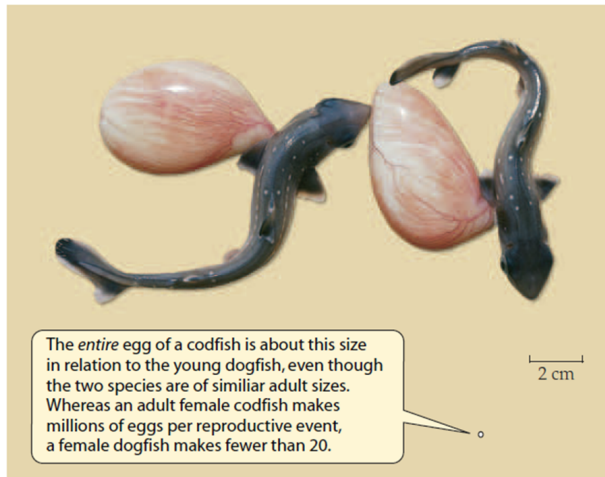 The entire egg of a codfish is about this size
in relation to the young dogfish, even though
the two species are of similiar adult sizes.
Whereas an adult female codfish makes
millions of eggs per reproductive event,
a female dogfish makes fewer than 20.
2 cm